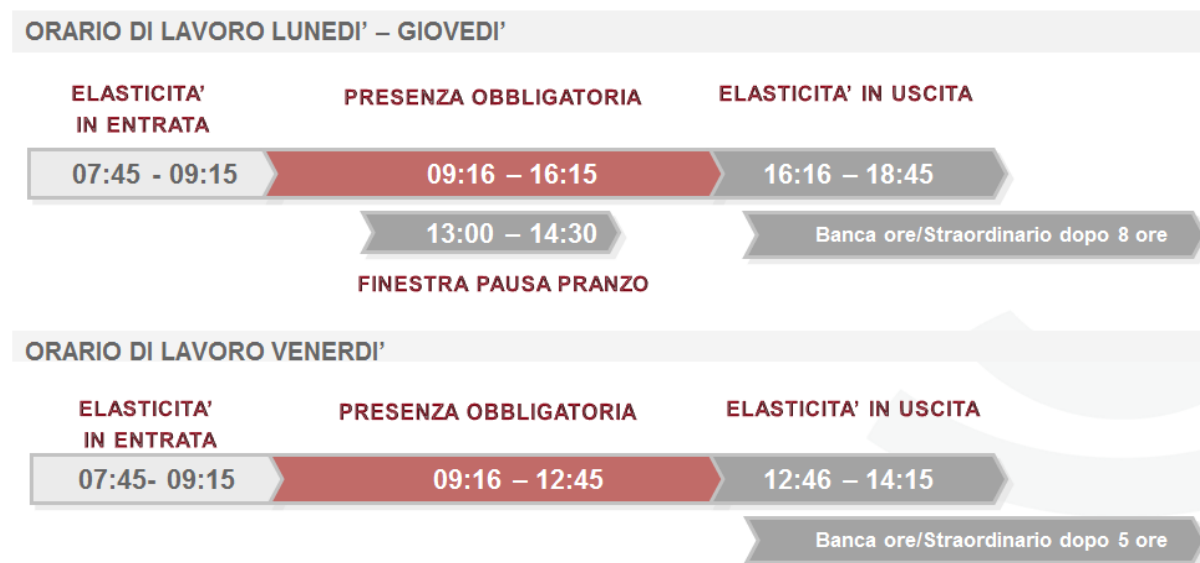 ORARIO DI LAVORO LUNEDI’ – GIOVEDI’
ELASTICITA’
IN ENTRATA
PRESENZA OBBLIGATORIA
ELASTICITA’ IN USCITA
07:45 - 09:15
09:16 – 16:15
16:16 – 18:45
13:00 – 14:30
Banca ore/Straordinario dopo 8 ore
FINESTRA PAUSA PRANZO
ORARIO DI LAVORO VENERDI’
ELASTICITA’
IN ENTRATA
PRESENZA OBBLIGATORIA
ELASTICITA’ IN USCITA
07:45- 09:15
09:16 – 12:45
12:46 – 14:15
Banca ore/Straordinario dopo 5 ore